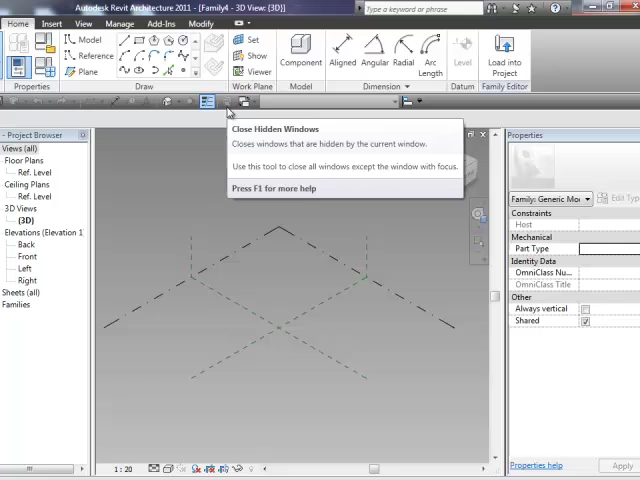 Autodesk Revit Architecture 2011 - [Family4 - 3D View: {3D}]
Type a keyword or phrase
Home Insert View Manage Add-Ins Modify
Model
Reference
Plane
Set
Show
Viewer
Component
Aligned Angular Radial Arc Length
Level
Load into Project
Properties Draw Work Plane Model Dimension Datum Family Editor
Close Hidden Windows
Closes windows that are hidden by the current window.
Use this tool to close all windows except the window with focus.
Press F1 for more help
Project Browser
Views (all)
Floor Plans
Ref. Level
Ceiling Plans
Ref. Level
3D Views
{3D}
Elevations (Elevation 1
Back
Front
Left
Right
Sheets (all)
Families
1 : 20
Properties
Family: Generic Mo
Edit Typ
Constraints
Host
Mechanical
Part Type
Identity Data
OmniClass Nu...
OmniClass Title
Other
Always vertical
Shared
Properties help
Apply